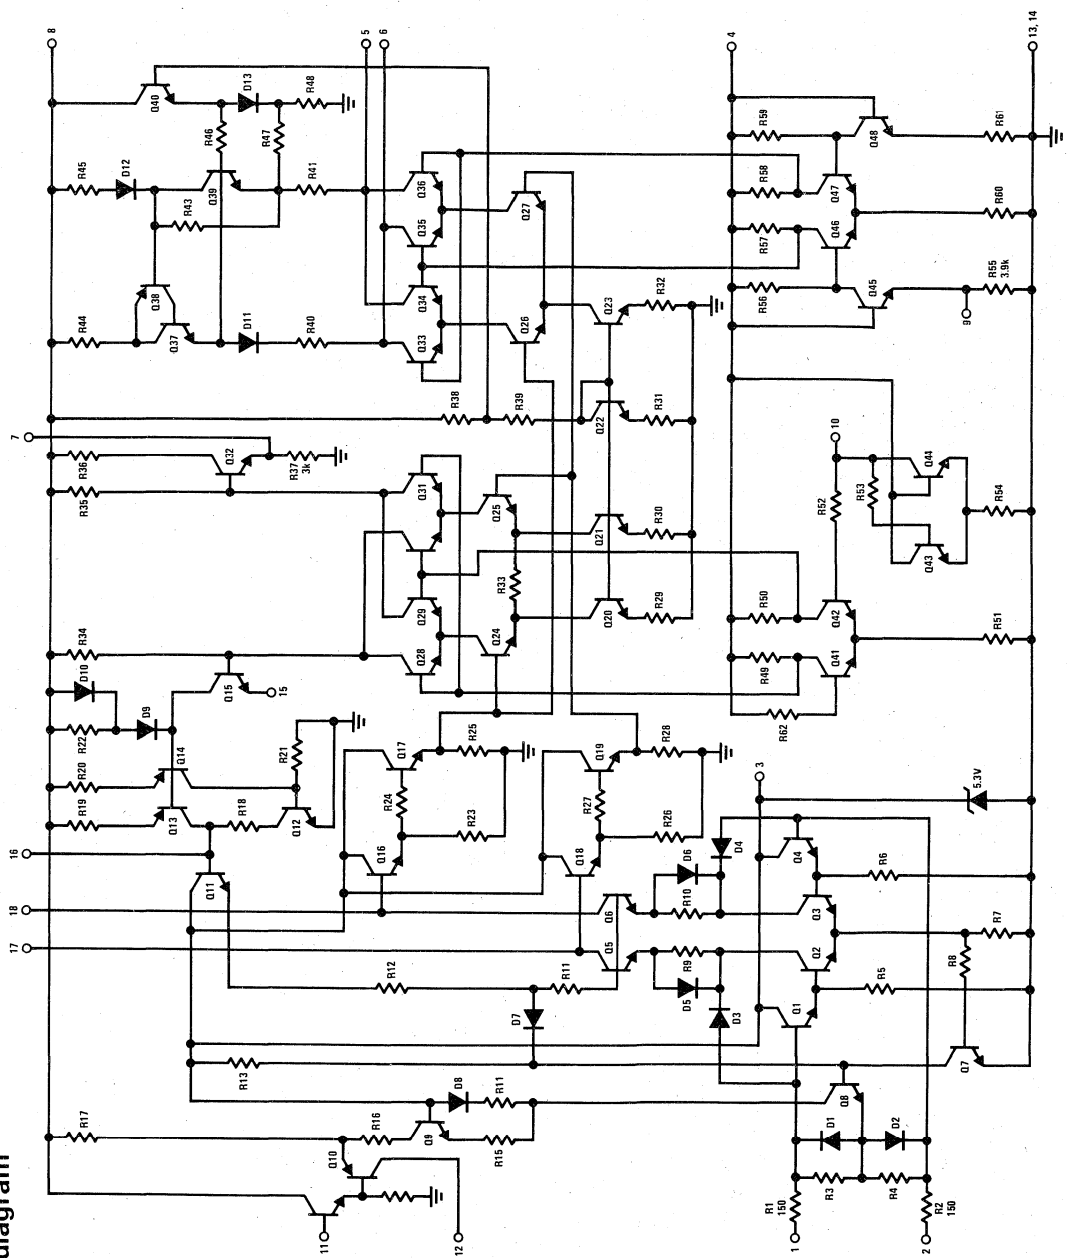 diagram
8
5
6
4
13, 14
Q40
D13
R48
R46
R47
R45
D12
Q39
R41
R43
Q38
R44
Q37
D11
R40
Q36
Q35
Q34
Q33
Q27
Q26
Q23
R32
R59
Q48
R61
R58
Q47
R60
R57
Q46
R56
Q45
R55
3.9k
9
7
R36
R35
Q32
R37
3k
R38
R39
Q22
R31
Q31
Q25
Q21
R30
10
R52
R53
Q44
Q43
R54
Q29
R33
Q28
Q24
Q20
R29
R50
Q42
R49
Q41
R51
R62
R34
D10
Q15
15
D9
R22
Q14
R21
R20
R19
Q13
R18
Q12
16
Q11
18
17
Q17
R25
R24
Q16
R23
Q19
R28
R27
Q18
R26
3
5.3V
D4
Q4
R6
D6
R10
Q6
Q3
Q5
R9
D5
Q2
R7
R8
R5
D3
Q1
R12
R11
D7
R13
Q7
D8
R11
Q8
R17
R16
Q9
R15
Q10
D1
D2
R3
R4
R1
150
R2
150
11
12
1
2